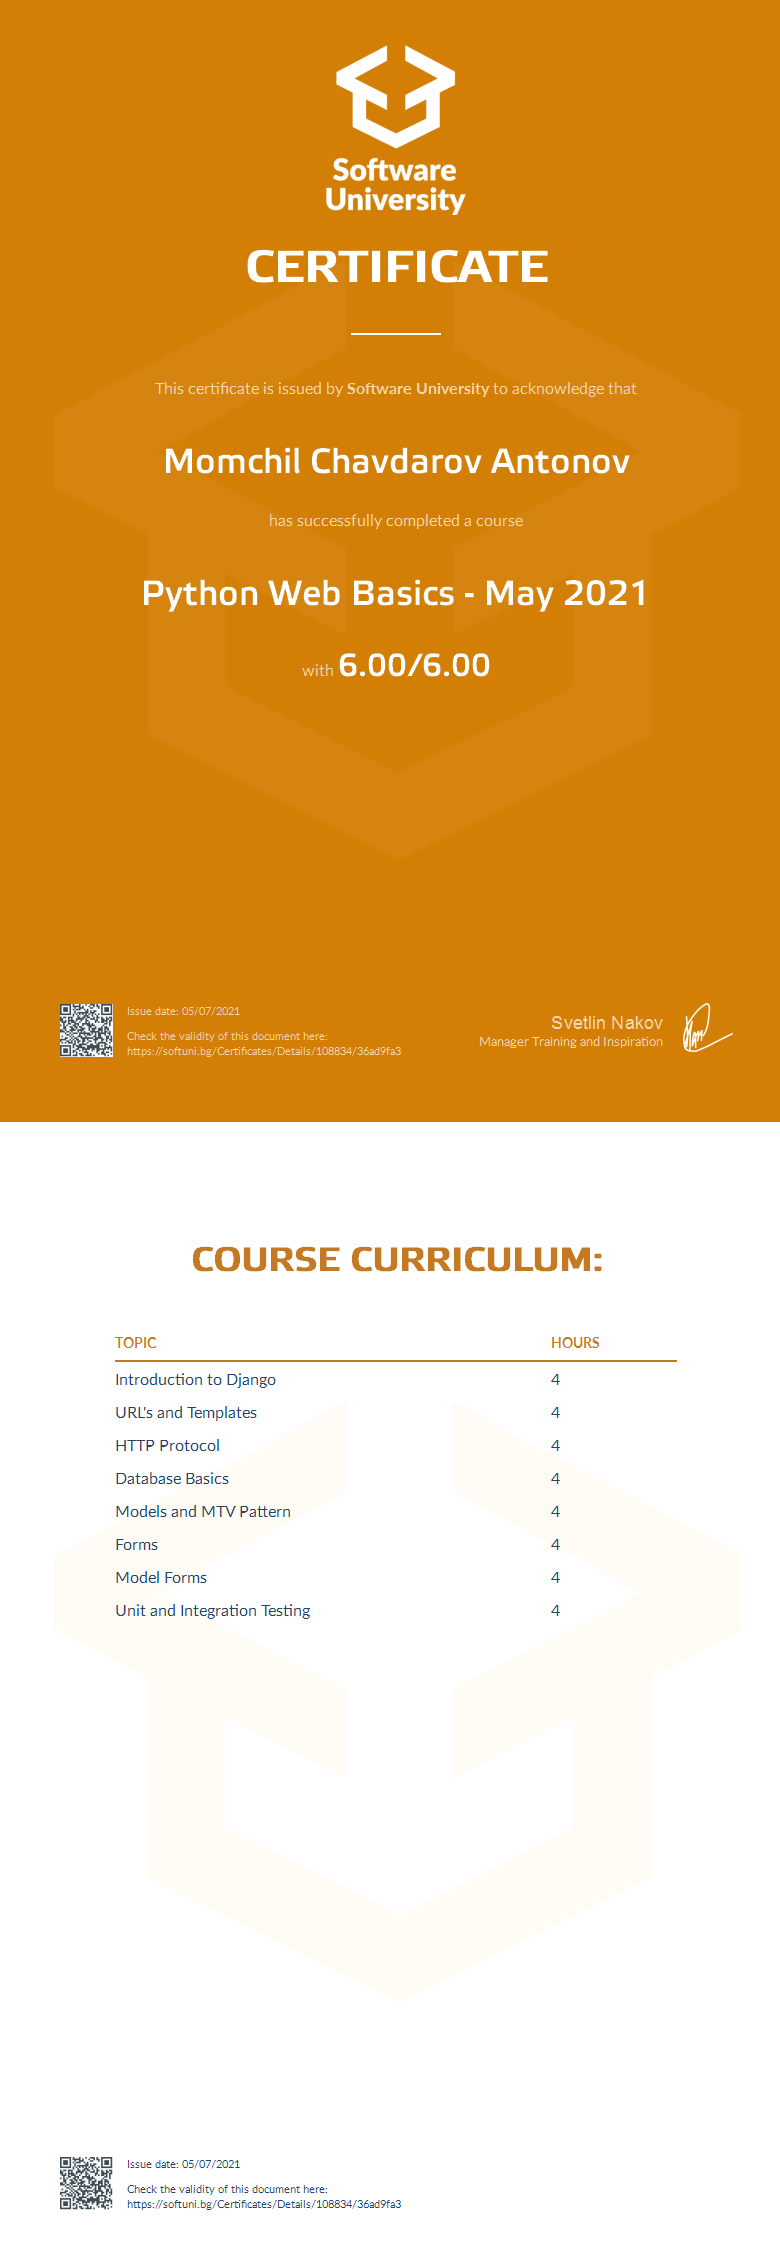 Software
University
CERTIFICATE
This certificate is issued by Software University to acknowledge that
Momchil Chavdarov Antonov
has successfully completed a course
Python Web Basics - May 2021
with 6.00/6.00
Issue date: 05/07/2021
Check the validity of this document here:
https://softuni.bg/Certificates/Details/108834/36ad9fa3
Svetlin Nakov
Manager Training and Inspiration
COURSE CURRICULUM:
TOPIC HOURS
Introduction to Django 4
URL's and Templates 4
HTTP Protocol 4
Database Basics 4
Models and MTV Pattern 4
Forms 4
Model Forms 4
Unit and Integration Testing 4
Issue date: 05/07/2021
Check the validity of this document here:
https://softuni.bg/Certificates/Details/108834/36ad9fa3